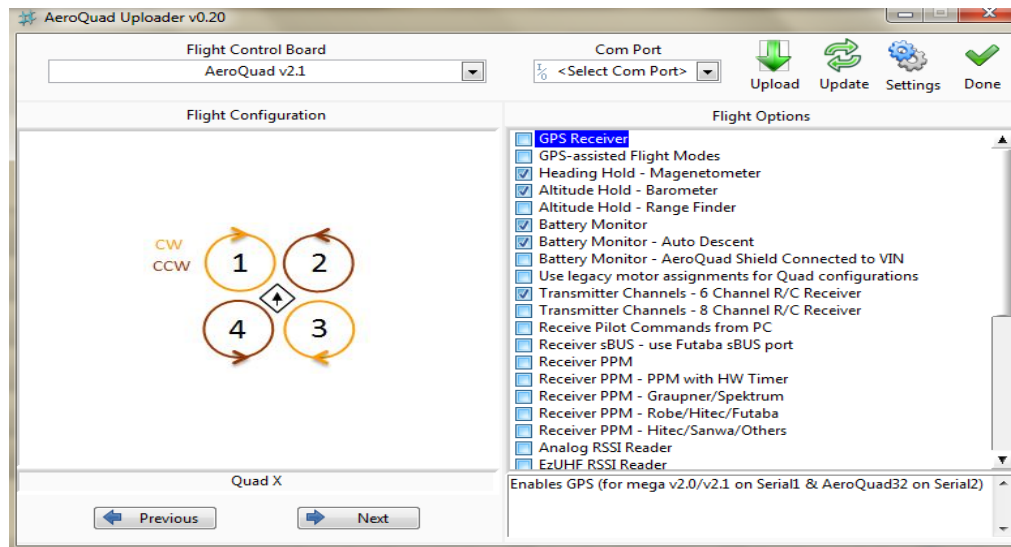 AeroQuad Uploader v0.20
Flight Control Board
AeroQuad v2.1
Com Port
<Select Com Port>
Upload
Update
Settings
Done
Flight Configuration
CW
CCW
1
2
4
3
Quad X
Previous
Next
Flight Options
GPS Receiver
GPS-assisted Flight Modes
Heading Hold - Magenetometer
Altitude Hold - Barometer
Altitude Hold - Range Finder
Battery Monitor
Battery Monitor - Auto Descent
Battery Monitor - AeroQuad Shield Connected to VIN
Use legacy motor assignments for Quad configurations
Transmitter Channels - 6 Channel R/C Receiver
Transmitter Channels - 8 Channel R/C Receiver
Receive Pilot Commands from PC
Receiver sBUS - use Futaba sBUS port
Receiver PPM
Receiver PPM - PPM with HW Timer
Receiver PPM - Graupner/Spektrum
Receiver PPM - Robe/Hitec/Futaba
Receiver PPM - Hitec/Sanwa/Others
Analog RSSI Reader
EzUHF RSSI Reader
Enables GPS (for mega v2.0/v2.1 on Serial1 & AeroQuad32 on Serial2)